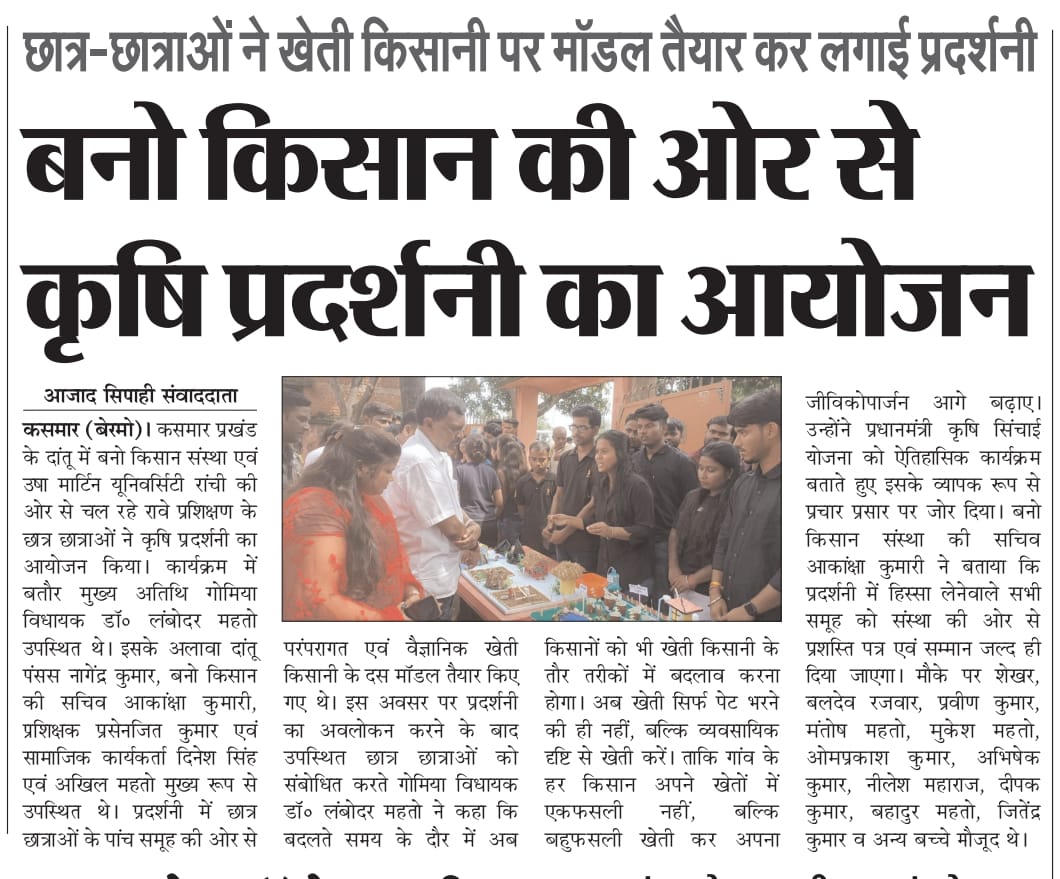 छात्र-छात्राओं ने खेती किसानी पर मॉडल तैयार कर लगाई प्रदर्शनी
बनो किसान की ओर से
कृषि प्रदर्शनी का आयोजन
आजाद सिपाही संवाददाता
कसमार (बेरमो)। कसमार प्रखंड
के दांतू में बनो किसान संस्था एवं
उषा मार्टिन यूनिवर्सिटी रांची की
ओर से चल रहे रावे प्रशिक्षण के
छात्र छात्राओं ने कृषि प्रदर्शनी का
आयोजन किया। कार्यक्रम में
बतौर मुख्य अतिथि गोमिया
विधायक डॉ० लंबोदर महतो
उपस्थित थे। इसके अलावा दांतू
पंसस नागेंद्र कुमार, बनो किसान
की सचिव आकांक्षा कुमारी,
प्रशिक्षक प्रसेनजित कुमार एवं
सामाजिक कार्यकर्ता दिनेश सिंह
एवं अखिल महतो मुख्य रूप से
उपस्थित थे। प्रदर्शनी में छात्र
छात्राओं के पांच समूह की ओर से
परंपरागत एवं वैज्ञानिक खेती
किसानी के दस मॉडल तैयार किए
गए थे। इस अवसर पर प्रदर्शनी
का अवलोकन करने के बाद
उपस्थित छात्र छात्राओं को
संबोधित करते गोमिया विधायक
डॉ० लंबोदर महतो ने कहा कि
बदलते समय के दौर में अब
किसानों को भी खेती किसानी के
तौर तरीकों में बदलाव करना
होगा। अब खेती सिर्फ पेट भरने
की ही नहीं, बल्कि व्यवसायिक
दृष्टि से खेती करें। ताकि गांव के
हर किसान अपने खेतों में
एकफसली नहीं, बल्कि
बहुफसली खेती कर अपना
जीविकोपार्जन आगे बढ़ाए।
उन्होंने प्रधानमंत्री कृषि सिंचाई
योजना को ऐतिहासिक कार्यक्रम
बताते हुए इसके व्यापक रूप से
प्रचार प्रसार पर जोर दिया। बनो
किसान संस्था की सचिव
आकांक्षा कुमारी ने बताया कि
प्रदर्शनी में हिस्सा लेनेवाले सभी
समूह को संस्था की ओर से
प्रशस्ति पत्र एवं सम्मान जल्द ही
दिया जाएगा। मौके पर शेखर,
बलदेव रजवार, प्रवीण कुमार,
मंतोष महतो, मुकेश महतो,
ओमप्रकाश कुमार, अभिषेक
कुमार, नीलेश महाराज, दीपक
कुमार, बहादुर महतो, जितेंद्र
कुमार व अन्य बच्चे मौजूद थे।